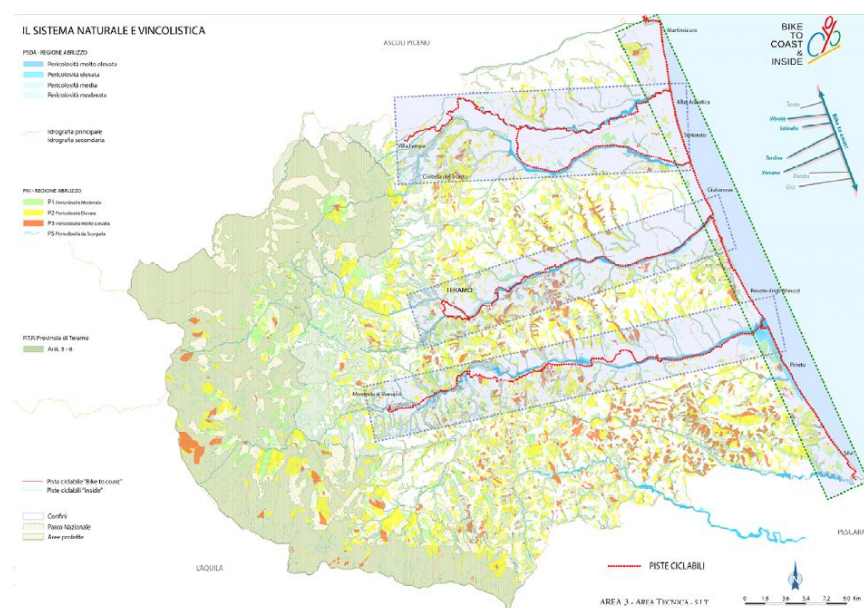 IL SISTEMA NATURALE E VINCOLISTICA
PSDA - REGIONE ABRUZZO
Pericolosità molto elevata
Pericolosità elevata
Pericolosità media
Pericolosità moderata
Idrografia principale
Idrografia secondaria
PAI - REGIONE ABRUZZO
P1 Pericolosità Moderata
P2 Pericolosità Elevata
P3 Pericolosità Molto Elevata
PS Pericolosità da Scarpata
P.T.P. Provincia di Teramo
Artt. 5 - 6
Pista ciclabile "Bike to coast"
Piste ciclabili "Inside"
Confini
Parco Nazionale
Aree protette
ASCOLI PICENO
Martinsicuro
Alba Adriatica
Tortoreto
Villa Lempa
Civitella del Tronto
Giulianova
TERAMO
Roseto degli Abruzzi
Montorio al Vomano
Pineto
Silvi
PESCARA
L'AQUILA
BIKE
TO
COAST
&
INSIDE
Vibrata
Salinello
Tordino
Vomano
Bike to coast
PISTE CICLABILI
AREA 3 - AREA TECNICA - S.I.T.
N
0 1.8 3.6 5.4 7.2 9.0 Km